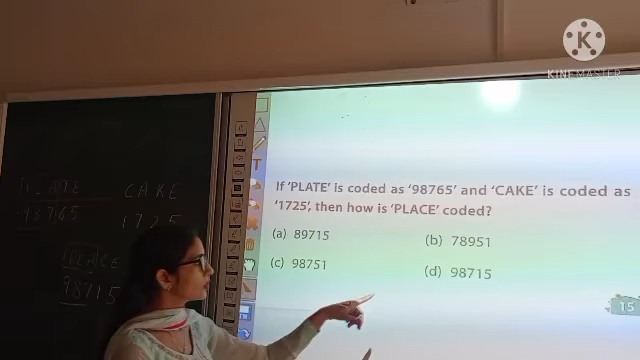 KINEMASTER
If 'PLATE' is coded as '98765' and 'CAKE' is coded as
'1725', then how is 'PLACE' coded?
(a) 89715
(b) 78951
(c) 98751
(d) 98715
15
PLATE
98765
CAKE
1725
PLACE
98715